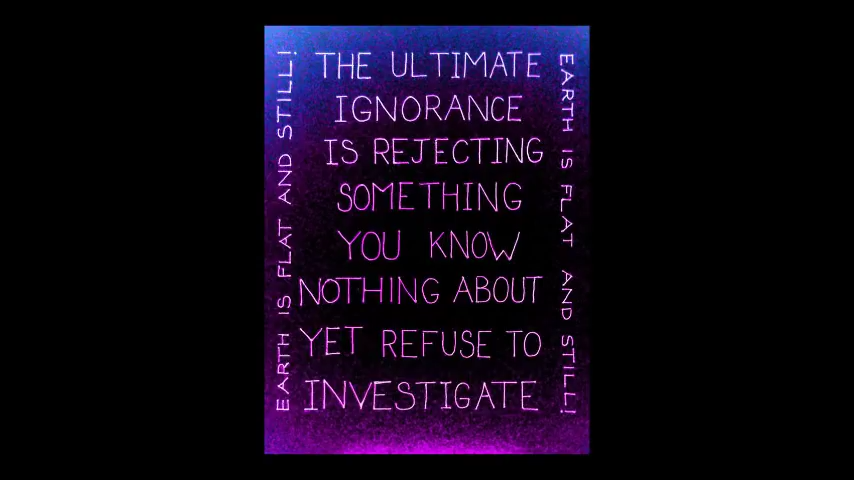 THE ULTIMATE
IGNORANCE
IS REJECTING
SOMETHING
YOU KNOW
NOTHING ABOUT
YET REFUSE TO
INVESTIGATE
EARTH IS FLAT AND STILL!
EARTH IS FLAT AND STILL!